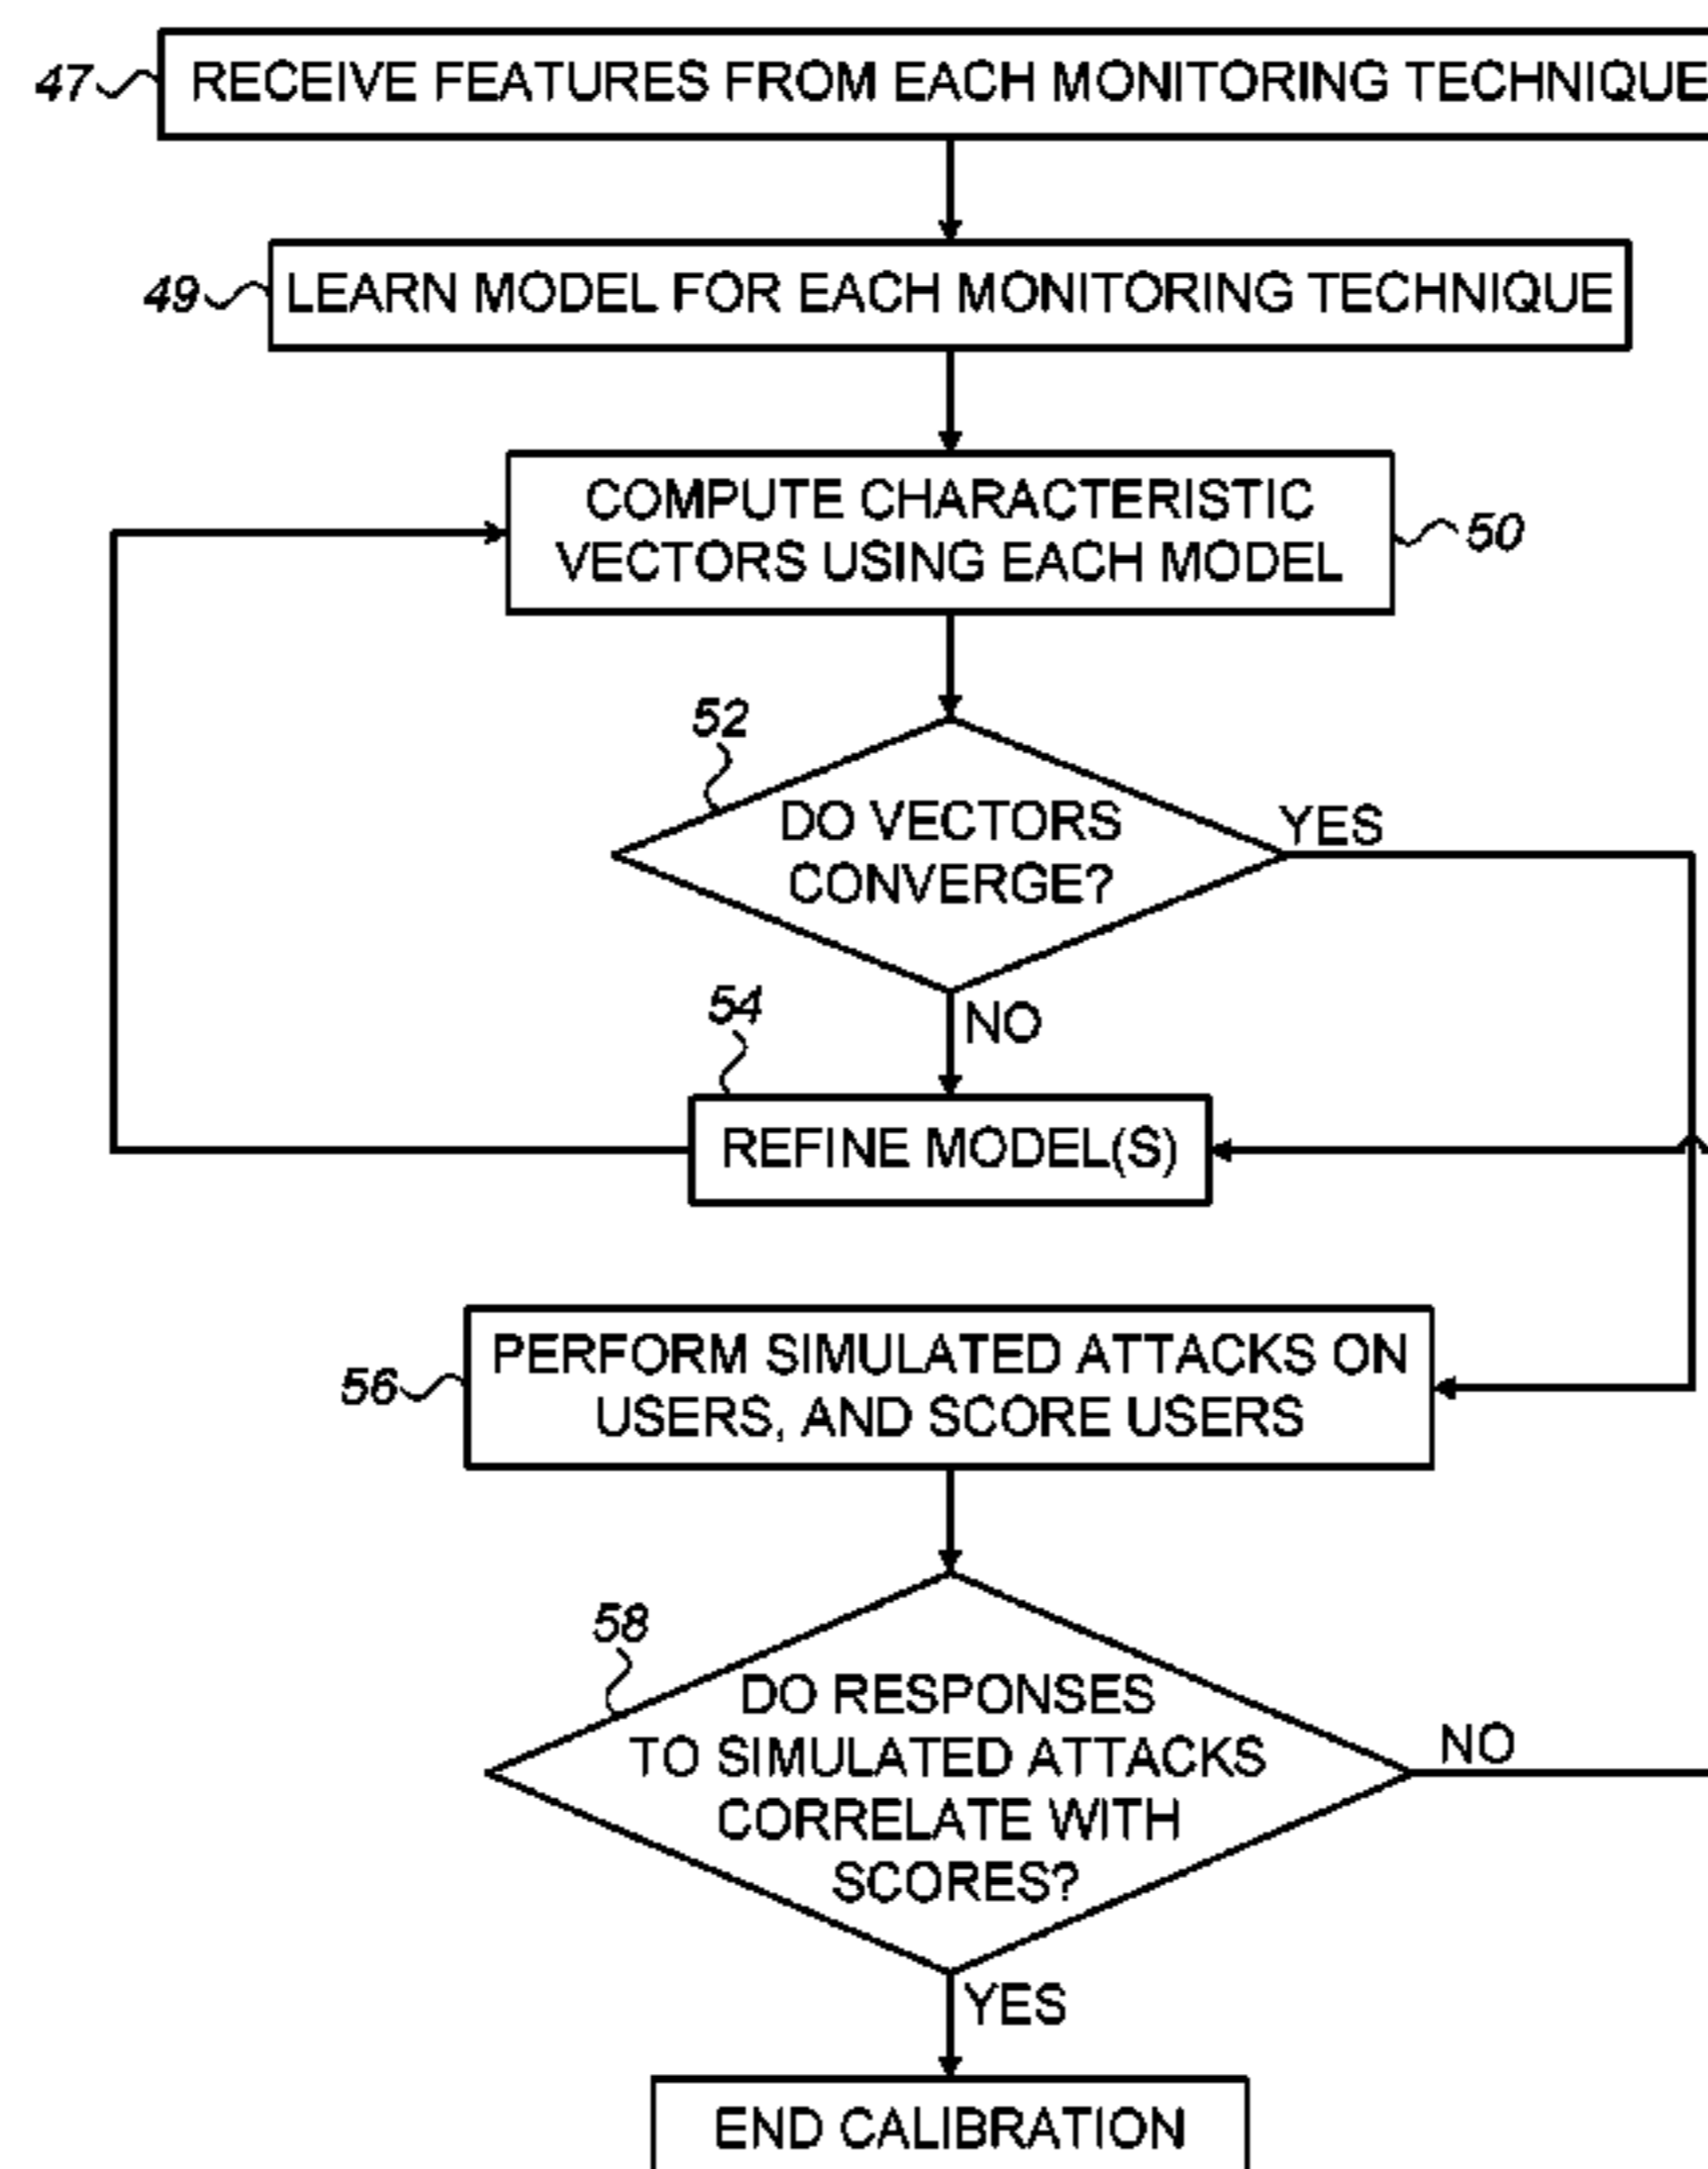 47
RECEIVE FEATURES FROM EACH MONITORING TECHNIQUE
49
LEARN MODEL FOR EACH MONITORING TECHNIQUE
COMPUTE CHARACTERISTIC
VECTORS USING EACH MODEL
50
52
DO VECTORS
CONVERGE?
YES
NO
54
REFINE MODEL(S)
56
PERFORM SIMULATED ATTACKS ON
USERS, AND SCORE USERS
58
DO RESPONSES
TO SIMULATED ATTACKS
CORRELATE WITH
SCORES?
NO
YES
END CALIBRATION